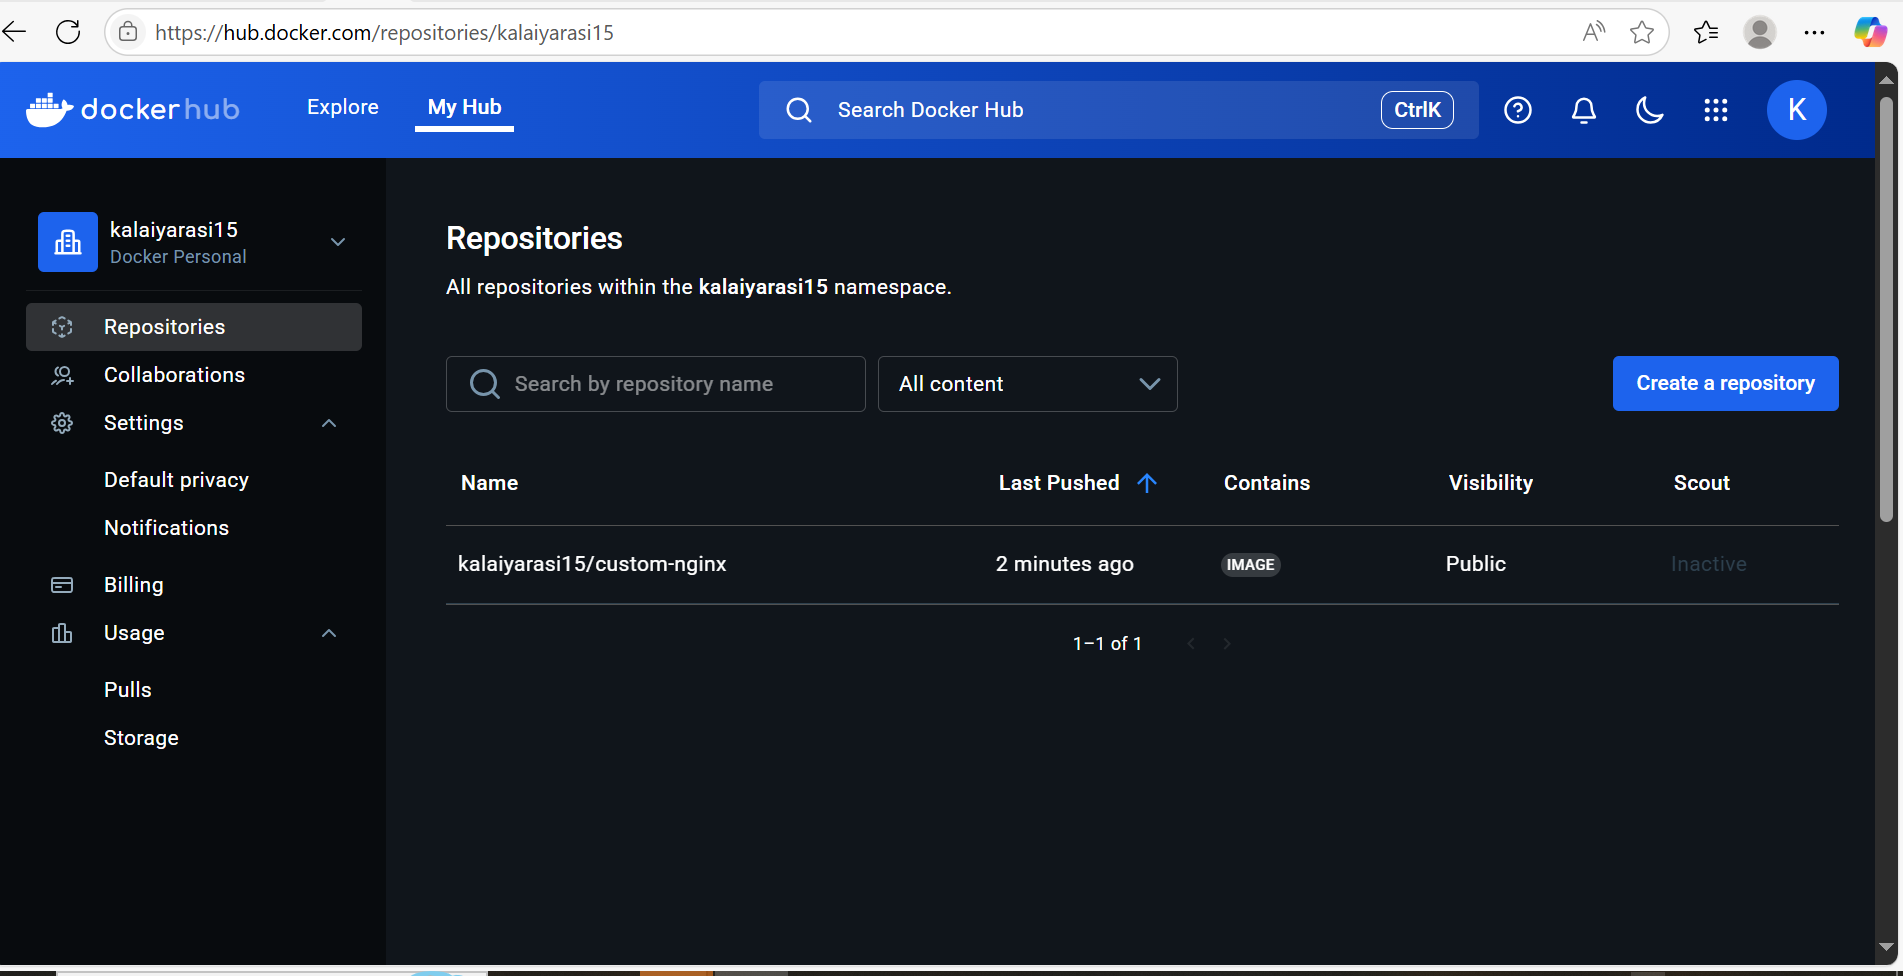 https://hub.docker.com/repositories/kalaiyarasi15
dockerhub
Explore
My Hub
Search Docker Hub
CtrlK
K
kalaiyarasi15
Docker Personal
Repositories
Collaborations
Settings
Default privacy
Notifications
Billing
Usage
Pulls
Storage
Repositories
All repositories within the kalaiyarasi15 namespace.
Search by repository name
All content
Create a repository
Name Last Pushed Contains Visibility Scout
kalaiyarasi15/custom-nginx 2 minutes ago IMAGE Public Inactive
1–1 of 1